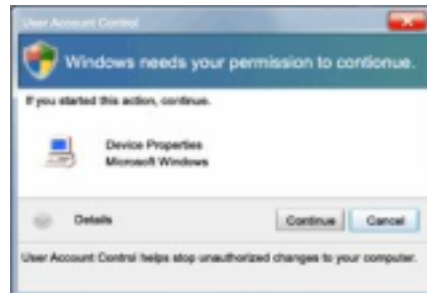 User Account Control
Windows needs your permission to contionue.
If you started this action, continue.
Device Properties
Microsoft Windows
Details
Continue
Cancel
User Account Control helps stop unauthorized changes to your computer.